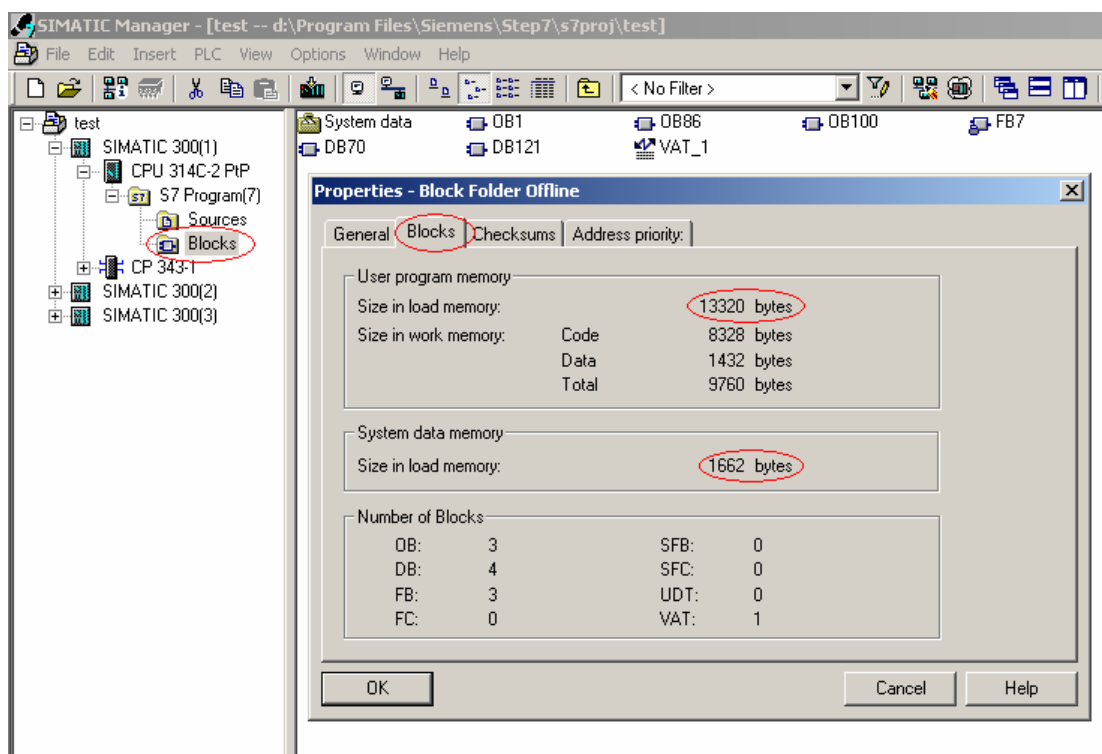 SIMATIC Manager - [test -- d:\Program Files\Siemens\Step7\s7proj\test]
File Edit Insert PLC View Options Window Help
< No Filter >
test
SIMATIC 300(1)
CPU 314C-2 PtP
S7 Program(7)
Sources
Blocks
CP 343-1
SIMATIC 300(2)
SIMATIC 300(3)
System data OB1 OB86 OB100 FB7
DB70 DB121 VAT_1
Properties - Block Folder Offline
General Blocks Checksums Address priority:
User program memory
Size in load memory: 13320 bytes
Size in work memory: Code 8328 bytes
Data 1432 bytes
Total 9760 bytes
System data memory
Size in load memory: 1662 bytes
Number of Blocks
OB: 3 SFB: 0
DB: 4 SFC: 0
FB: 3 UDT: 0
FC: 0 VAT: 1
OK Cancel Help